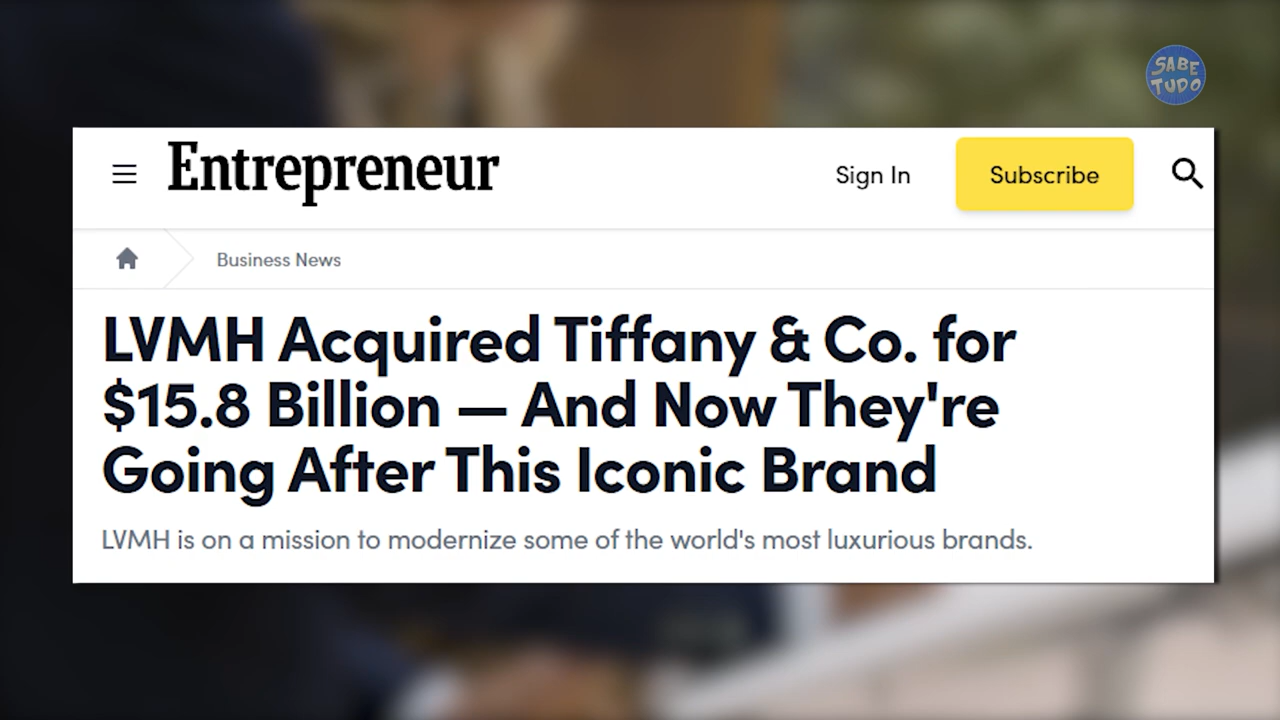 SABE
TUDO
Entrepreneur
Sign In
Subscribe
Business News
LVMH Acquired Tiffany & Co. for
$15.8 Billion — And Now They're
Going After This Iconic Brand
LVMH is on a mission to modernize some of the world's most luxurious brands.